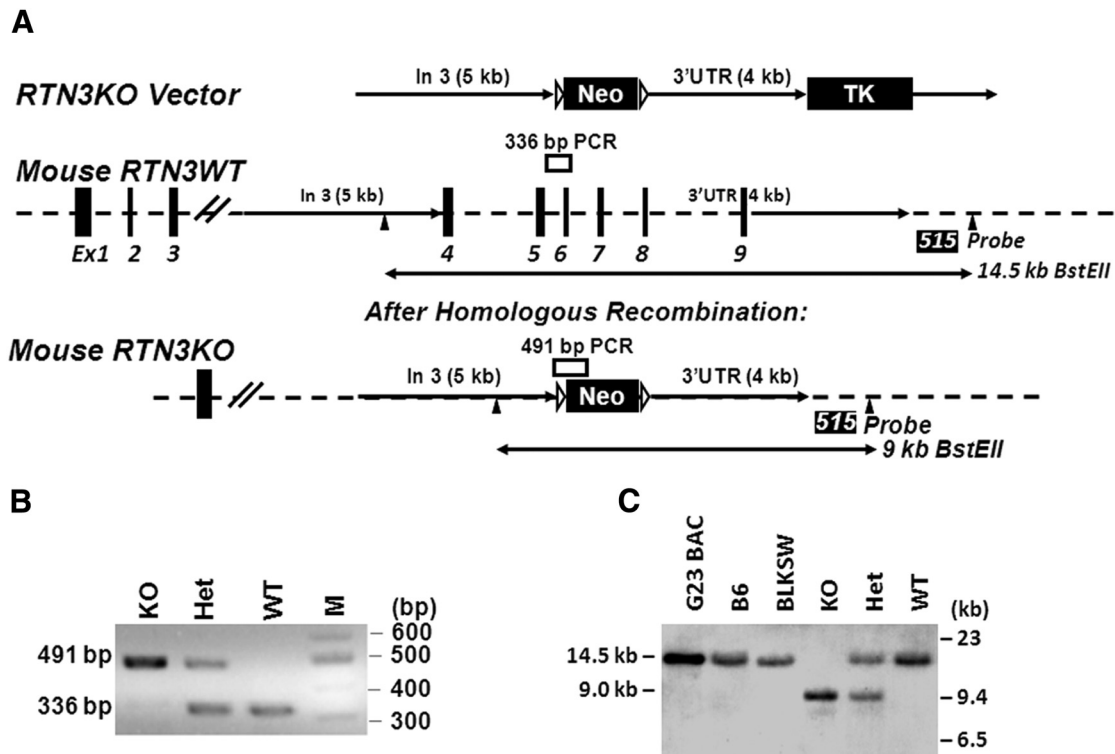 A
RTN3KO Vector
In 3 (5 kb)
Neo
3'UTR (4 kb)
TK
336 bp PCR
Mouse RTN3WT
In 3 (5 kb)
3'UTR (4 kb)
Ex1 2 3 4 5 6 7 8 9
515 Probe
14.5 kb BstEII
After Homologous Recombination:
Mouse RTN3KO
491 bp PCR
In 3 (5 kb)
Neo
3'UTR (4 kb)
515 Probe
9 kb BstEII
B
KO Het WT M (bp)
491 bp
336 bp
600
500
400
300
C
G23 BAC B6 BLKSW KO Het WT (kb)
14.5 kb
9.0 kb
23
9.4
6.5